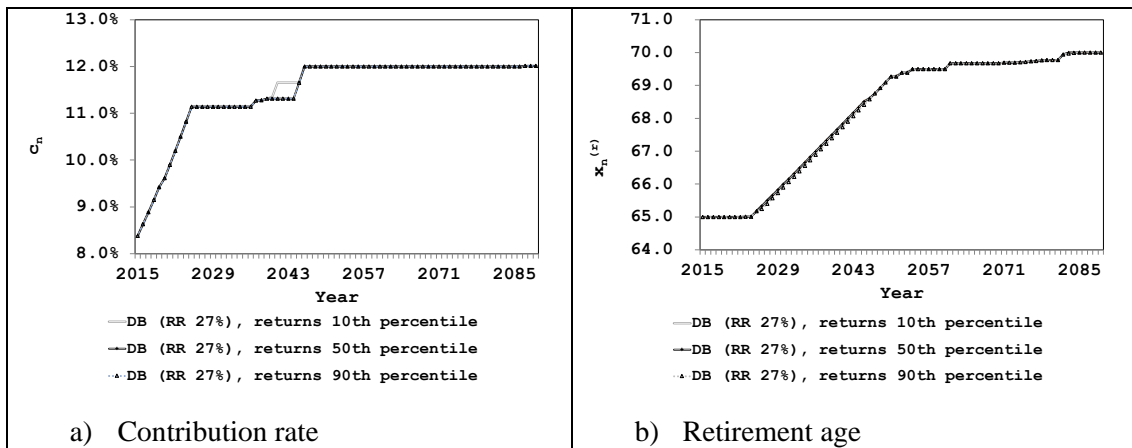 13.0%
12.0%
11.0%
10.0%
9.0%
8.0%
c_n
2015 2029 2043 2057 2071 2085
Year
DB (RR 27%), returns 10th percentile
DB (RR 27%), returns 50th percentile
DB (RR 27%), returns 90th percentile
a) Contribution rate
71.0
70.0
69.0
68.0
67.0
66.0
65.0
64.0
x_n^(r)
2015 2029 2043 2057 2071 2085
Year
DB (RR 27%), returns 10th percentile
DB (RR 27%), returns 50th percentile
DB (RR 27%), returns 90th percentile
b) Retirement age